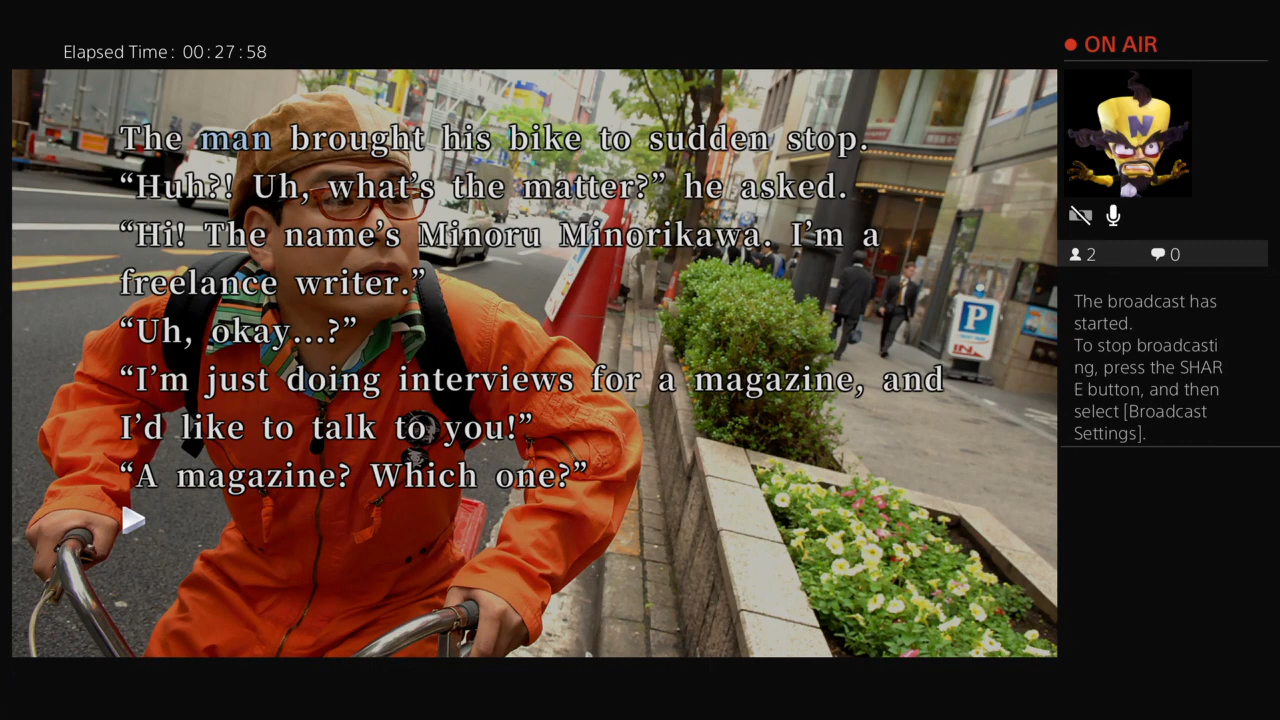 Elapsed Time: 00:27:58
ON AIR
The man brought his bike to sudden stop.
“Huh?! Uh, what’s the matter?” he asked.
“Hi! The name’s Minoru Minorikawa. I’m a
freelance writer.”
“Uh, okay...?”
“I’m just doing interviews for a magazine, and
I’d like to talk to you!”
“A magazine? Which one?”
P
IN
N
2
0
The broadcast has
started.
To stop broadcasti
ng, press the SHAR
E button, and then
select [Broadcast
Settings].